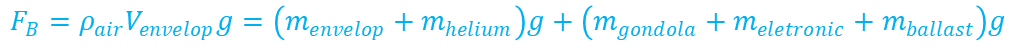 F_B = ρ_air V_envelop g = (m_envelop + m_helium)g + (m_gondola + m_eletronic + m_ballast)g